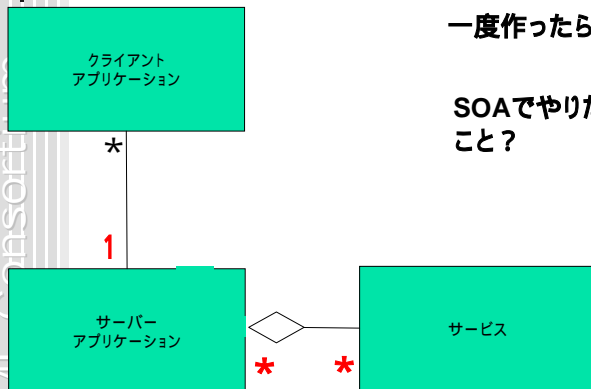 一度作ったら
クライアント
アプリケーション
SOAでやりた
こと？
*
1
サーバー
アプリケーション
サービス
*
*
Consortium